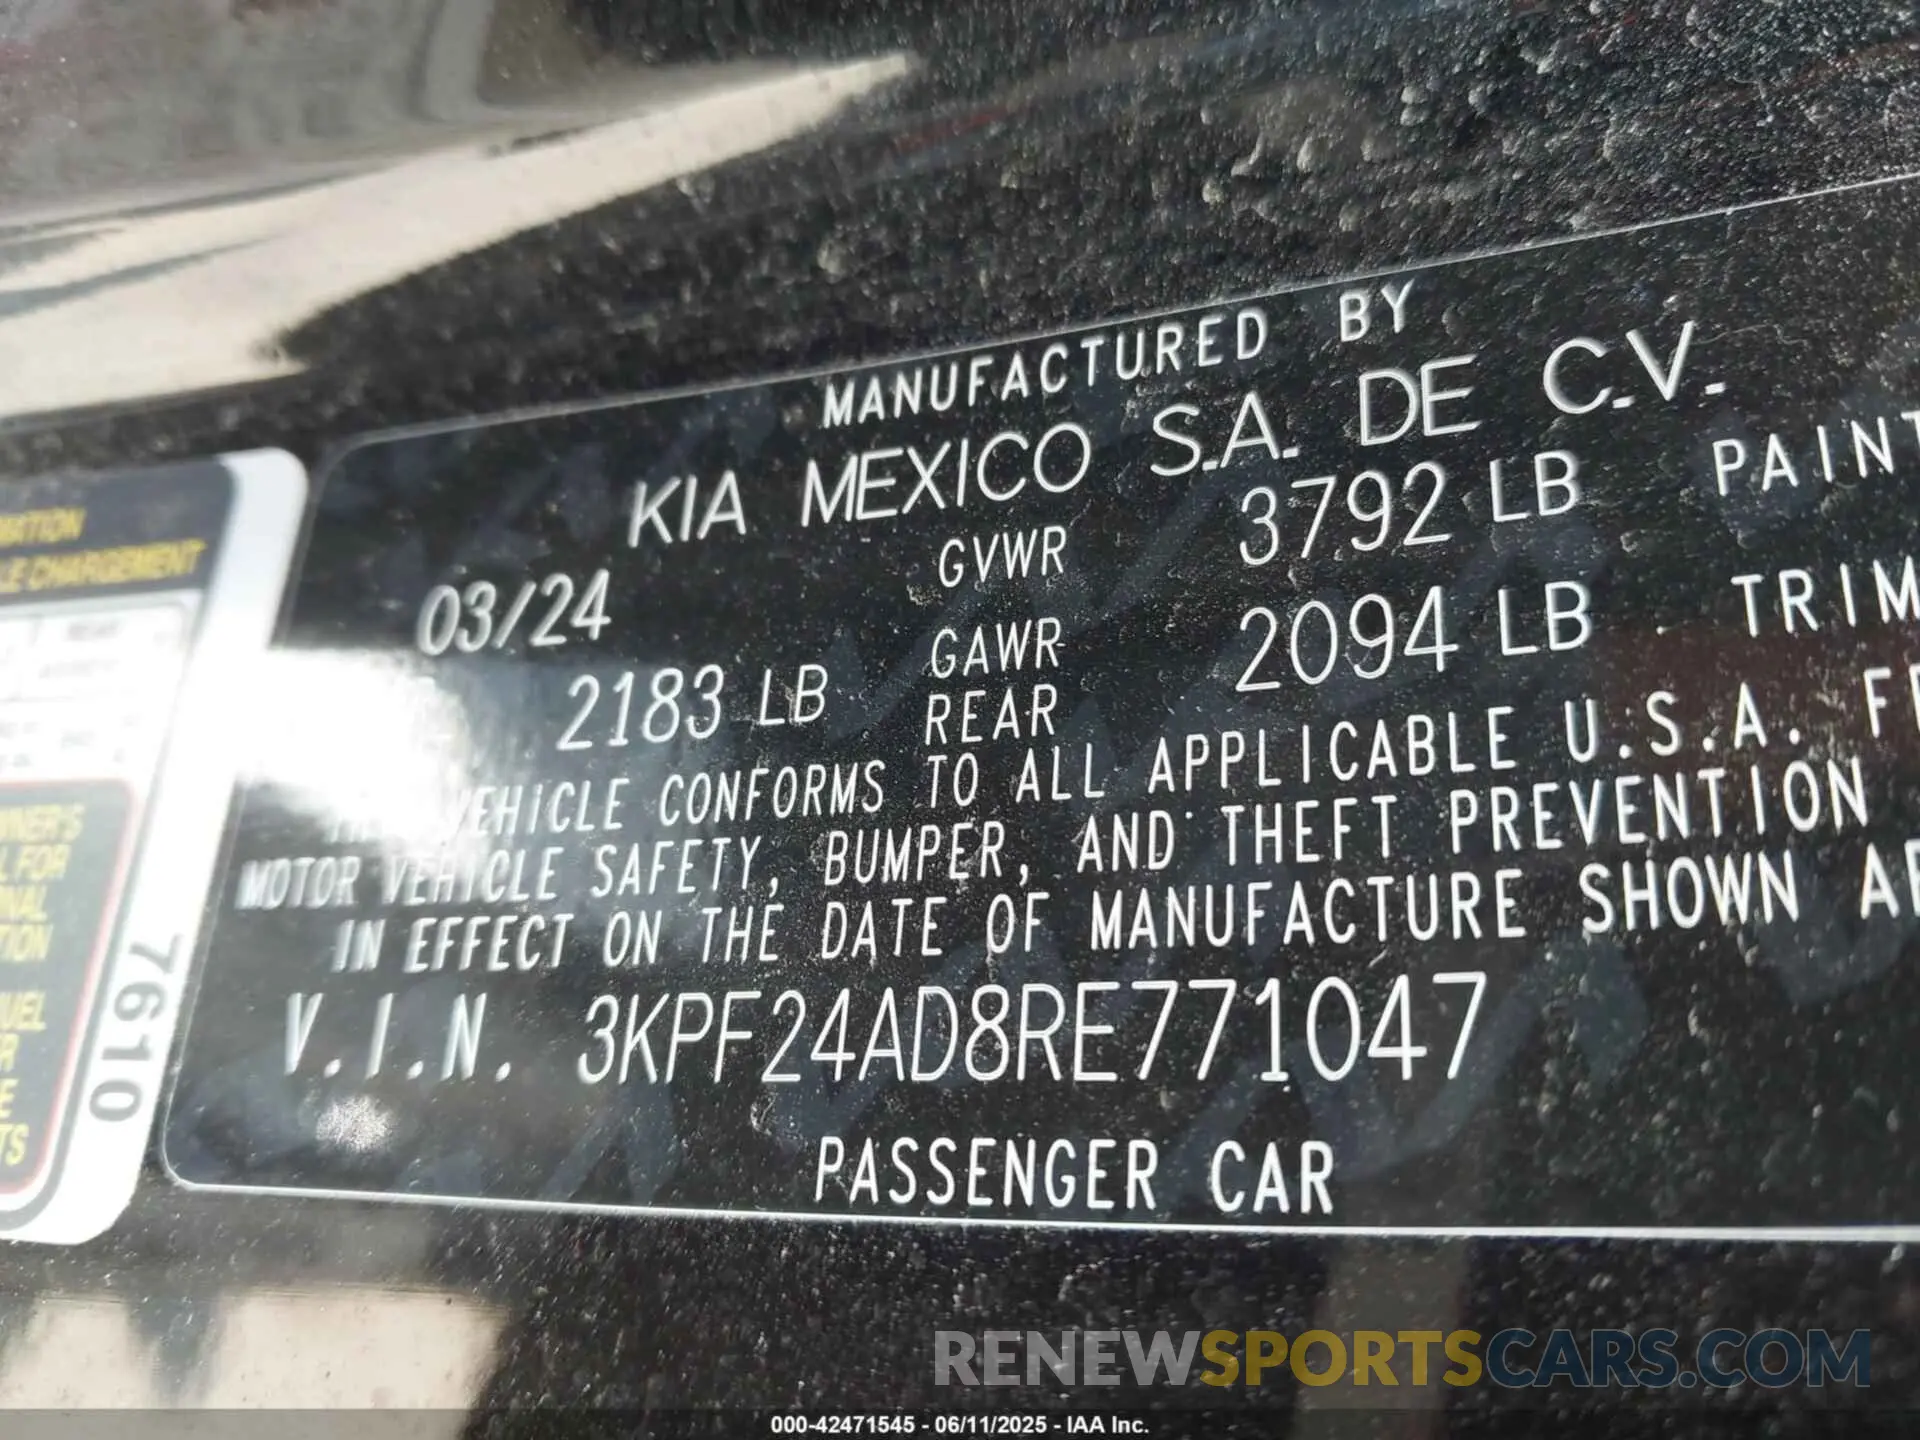 MANUFACTURED BY
KIA MEXICO S.A. DE C.V.
03/24 GVWR 3792 LB PAINT
2183 LB GAWR REAR 2094 LB TRIM
VEHICLE CONFORMS TO ALL APPLICABLE U.S.A.
MOTOR VEHICLE SAFETY, BUMPER, AND THEFT PREVENTION
IN EFFECT ON THE DATE OF MANUFACTURE SHOWN
V.I.N. 3KPF24AD8RE771047
PASSENGER CAR
CHARGEMENT
7610
RENEWSPORTSCARS.COM
000-42471545 - 06/11/2025 - IAA Inc.